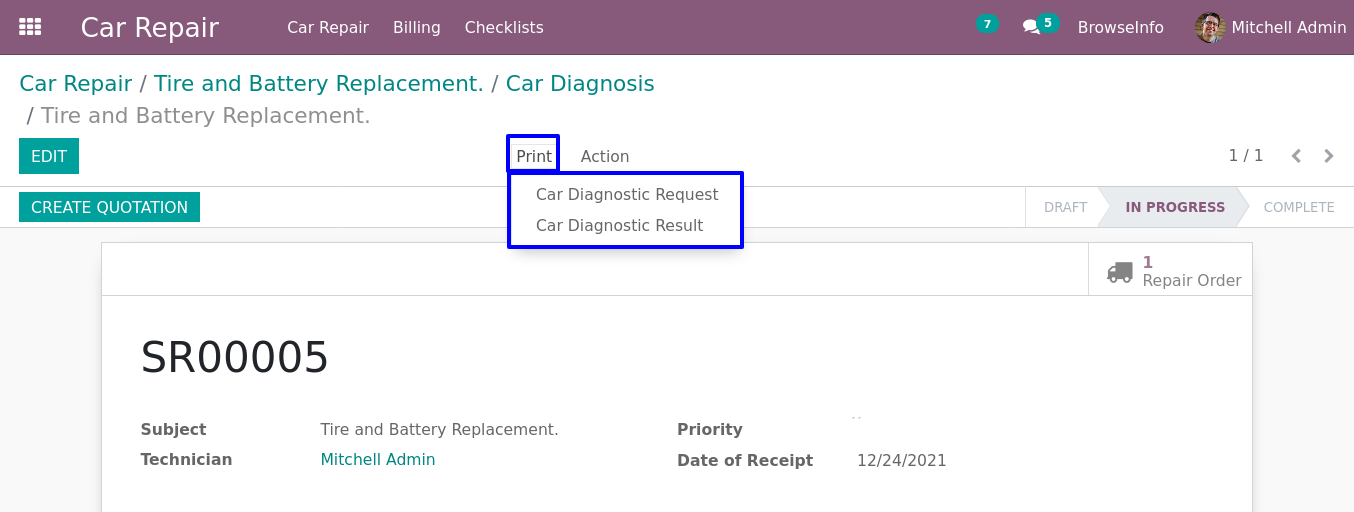 Car Repair Car Repair Billing Checklists 7 5 BrowseInfo Mitchell Admin
Car Repair / Tire and Battery Replacement. / Car Diagnosis
/ Tire and Battery Replacement.
EDIT Print Action 1 / 1
Car Diagnostic Request
CREATE QUOTATION DRAFT IN PROGRESS COMPLETE
Car Diagnostic Result
1
Repair Order
SR00005
Subject Tire and Battery Replacement. Priority
Technician Mitchell Admin Date of Receipt 12/24/2021